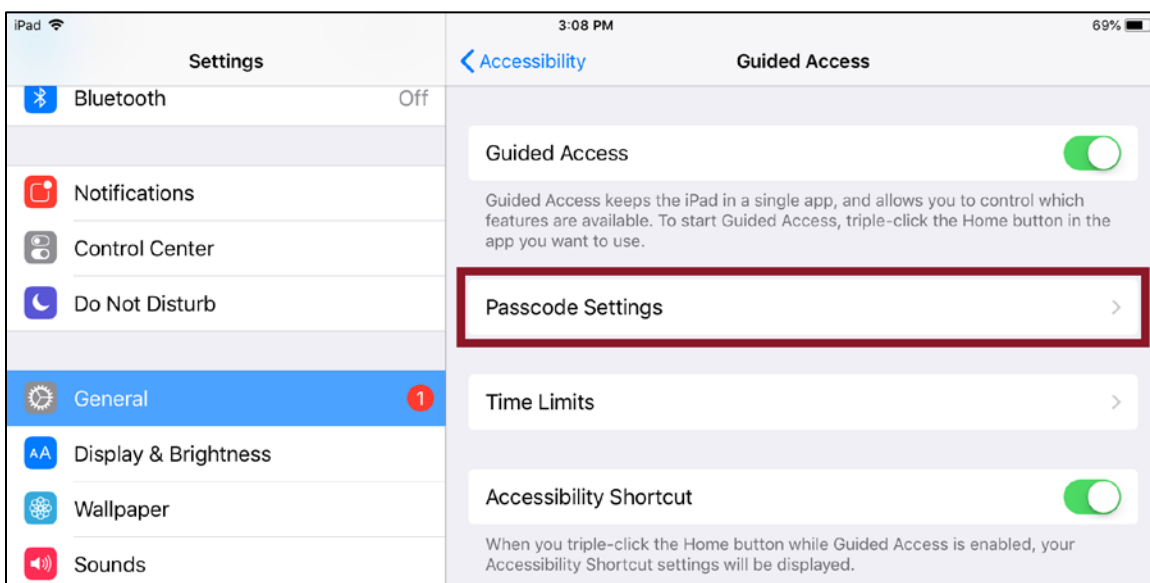 iPad 3:08 PM 69%
Settings
Bluetooth Off
Notifications
Control Center
Do Not Disturb
General 1
AA Display & Brightness
Wallpaper
Sounds
Accessibility Guided Access
Guided Access
Guided Access keeps the iPad in a single app, and allows you to control which
features are available. To start Guided Access, triple-click the Home button in the
app you want to use.
Passcode Settings
Time Limits
Accessibility Shortcut
When you triple-click the Home button while Guided Access is enabled, your
Accessibility Shortcut settings will be displayed.